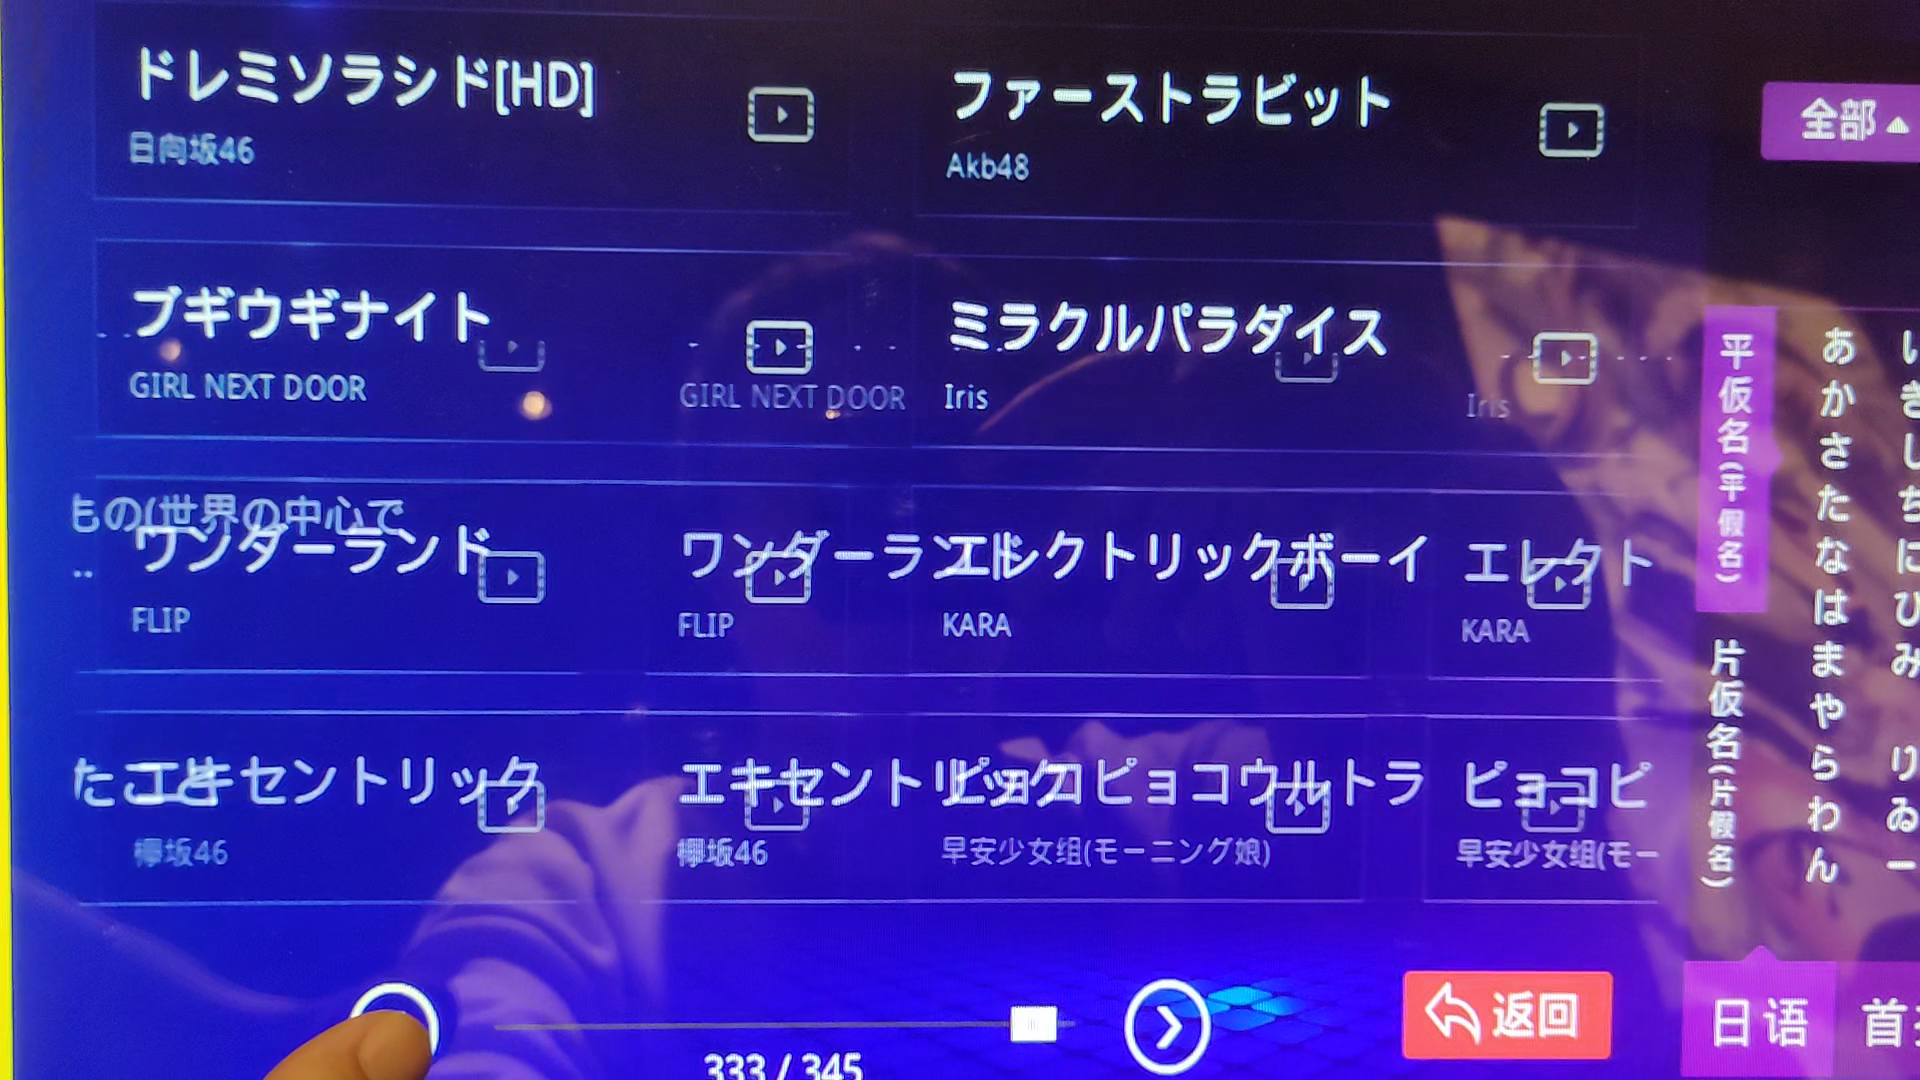 ドレミソラシド[HD]
日向坂46
ファーストラビット
Akb48
全部
ブギウギナイト
GIRL NEXT DOOR
GIRL NEXT DOOR
ミラクルパラダイス
Iris
Iris
もの(世界の中心で
..
ワンダーランド
FLIP
ワンダーランド
FLIP
エレクトリックボーイ
KARA
エレクト
KARA
たこと
エキセントリック
欅坂46
エキセントリック
欅坂46
ピョコピョコウルトラ
早安少女组(モーニング娘)
ピョコピ
早安少女组(モー
平仮名(平假名)
片仮名(片假名)
あかさたなはまやらわん
いきしちにひみ りゐー
333 / 345
返回
日语
首